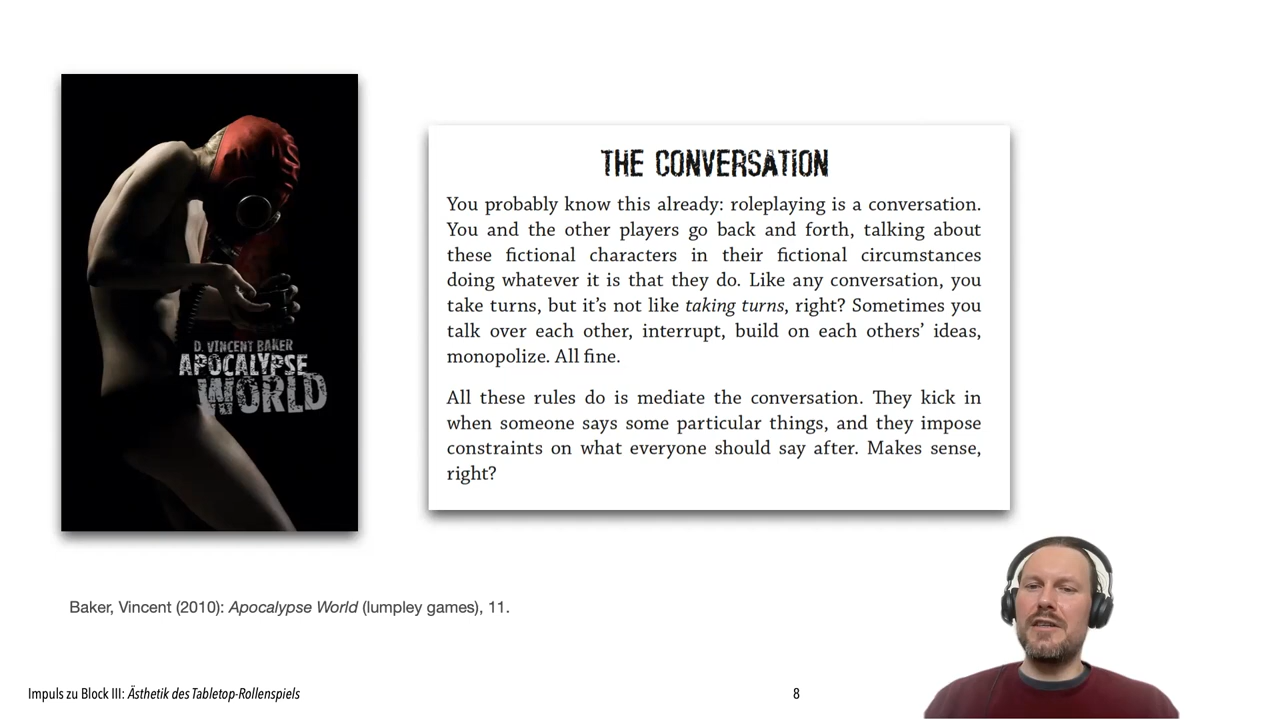 D. VINCENT BAKER
APOCALYPSE
WORLD
THE CONVERSATION
You probably know this already: roleplaying is a conversation.
You and the other players go back and forth, talking about
these fictional characters in their fictional circumstances
doing whatever it is that they do. Like any conversation, you
take turns, but it’s not like taking turns, right? Sometimes you
talk over each other, interrupt, build on each others’ ideas,
monopolize. All fine.
All these rules do is mediate the conversation. They kick in
when someone says some particular things, and they impose
constraints on what everyone should say after. Makes sense,
right?
Baker, Vincent (2010): Apocalypse World (lumpley games), 11.
Impuls zu Block III: Ästhetik des Tabletop-Rollenspiels
8